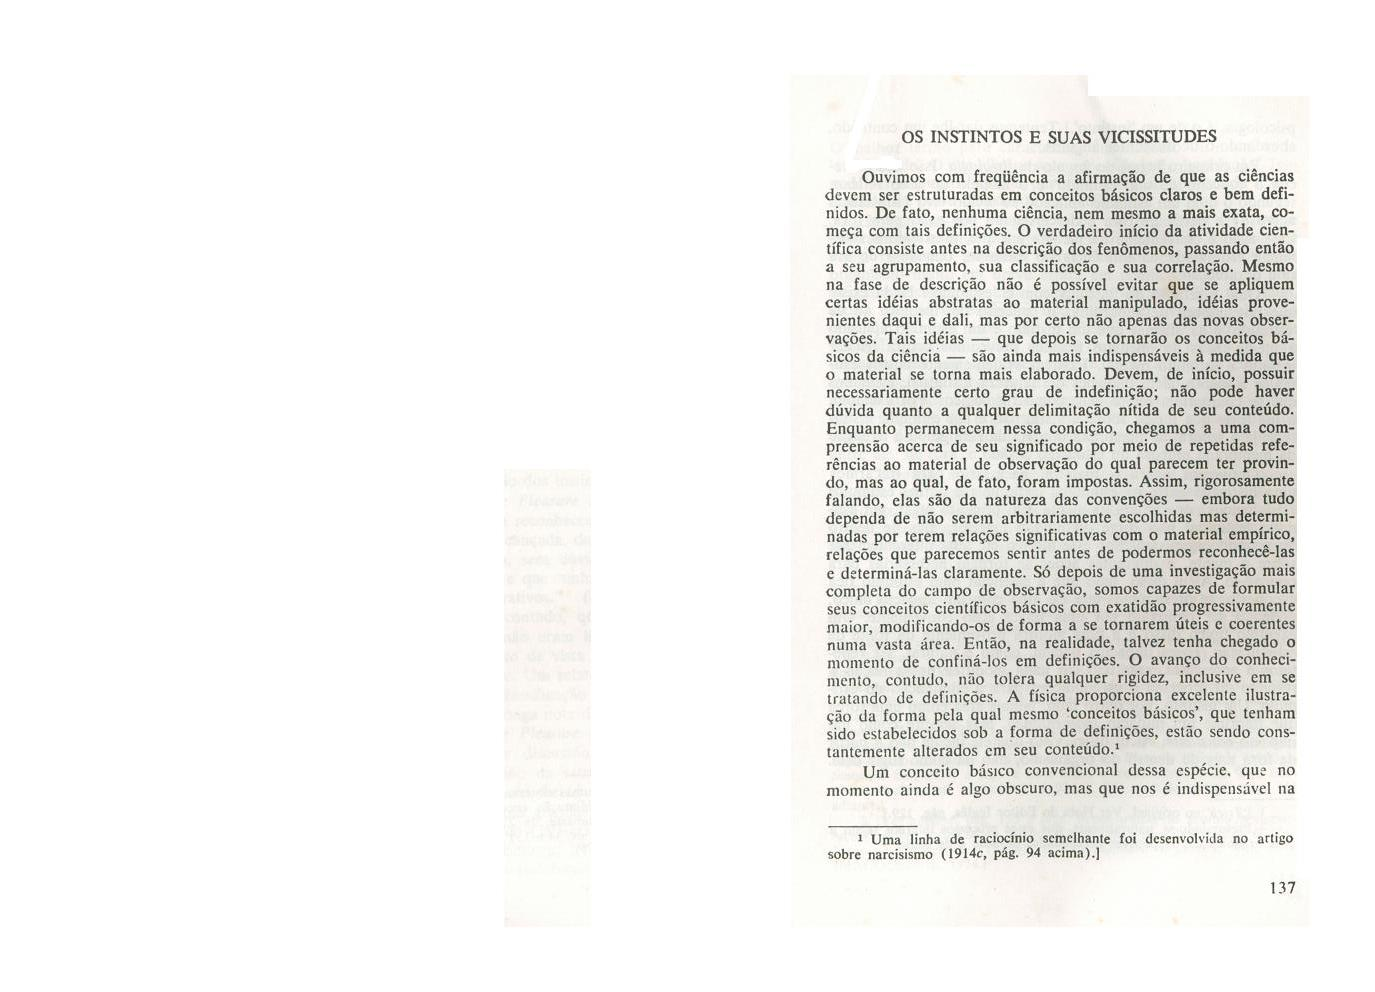 OS INSTINTOS E SUAS VICISSITUDES
Ouvimos com freqüência a afirmação de que as ciências
devem ser estruturadas em conceitos básicos claros e bem defi-
nidos. De fato, nenhuma ciência, nem mesmo a mais exata, co-
meça com tais definições. O verdadeiro início da atividade cien-
tífica consiste antes na descrição dos fenômenos, passando então
a seu agrupamento, sua classificação e sua correlação. Mesmo
na fase de descrição não é possível evitar que se apliquem
certas idéias abstratas ao material manipulado, idéias prove-
nientes daqui e dali, mas por certo não apenas das novas obser-
vações. Tais idéias — que depois se tornarão os conceitos bá-
sicos da ciência — são ainda mais indispensáveis à medida que
o material se torna mais elaborado. Devem, de início, possuir
necessariamente certo grau de indefinição; não pode haver
dúvida quanto a qualquer delimitação nítida de seu conteúdo.
Enquanto permanecem nessa condição, chegamos a uma com-
preensão acerca de seu significado por meio de repetidas refe-
rências ao material de observação do qual parecem ter provin-
do, mas ao qual, de fato, foram impostas. Assim, rigorosamente
falando, elas são da natureza das convenções — embora tudo
dependa de não serem arbitrariamente escolhidas mas determi-
nadas por terem relações significativas com o material empírico,
relações que parecemos sentir antes de podermos reconhecê-las
e determiná-las claramente. Só depois de uma investigação mais
completa do campo de observação, somos capazes de formular
seus conceitos científicos básicos com exatidão progressivamente
maior, modificando-os de forma a se tornarem úteis e coerentes
numa vasta área. Então, na realidade, talvez tenha chegado o
momento de confiná-los em definições. O avanço do conheci-
mento, contudo, não tolera qualquer rigidez, inclusive em se
tratando de definições. A física proporciona excelente ilustra-
ção da forma pela qual mesmo ‘conceitos básicos’, que tenham
sido estabelecidos sob a forma de definições, estão sendo cons-
tantemente alterados em seu conteúdo.¹
Um conceito básico convencional dessa espécie, que no
momento ainda é algo obscuro, mas que nos é indispensável na
¹ Uma linha de raciocínio semelhante foi desenvolvida no artigo
sobre narcisismo (1914c, pág. 94 acima).]
137